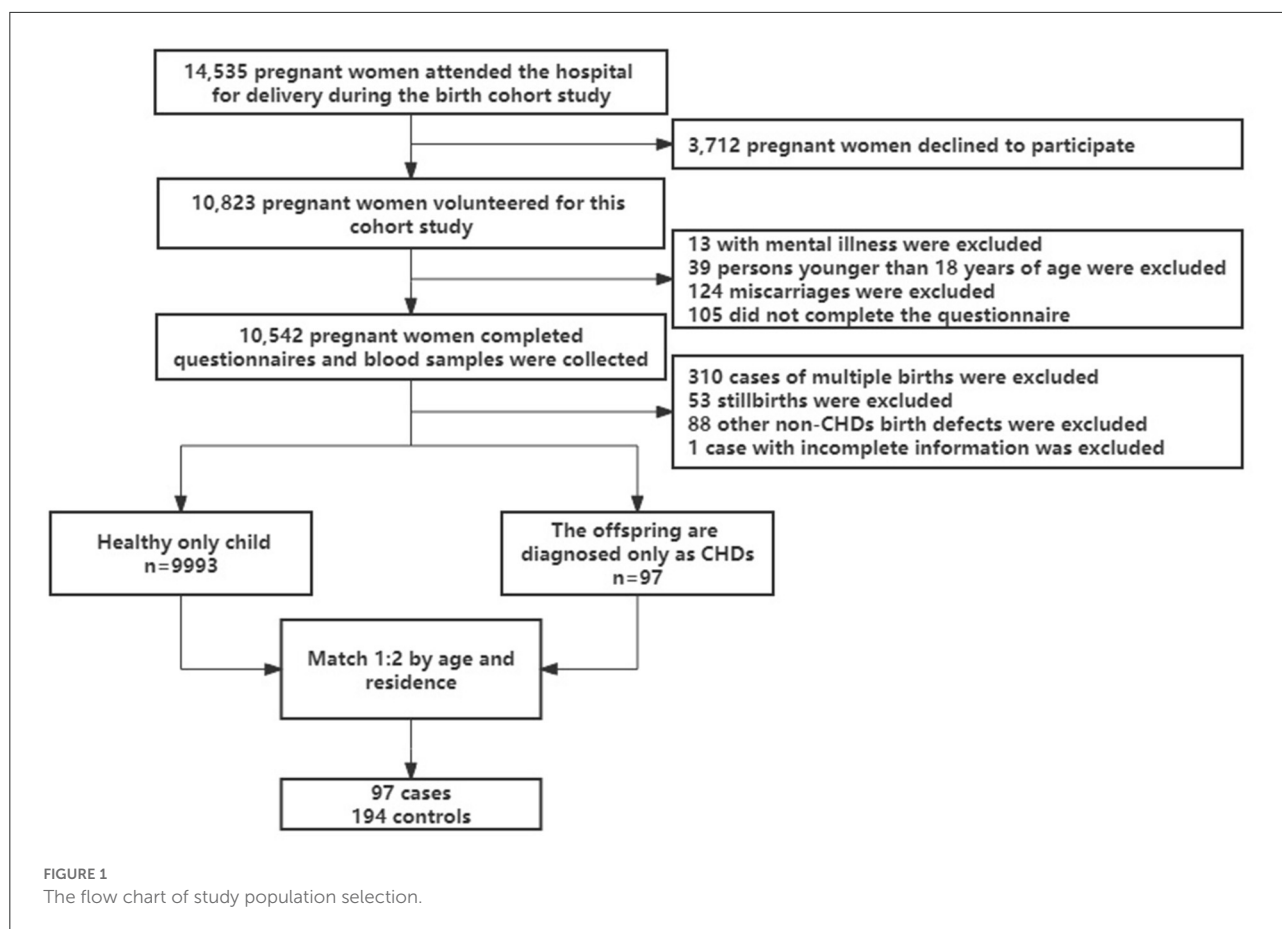 14,535 pregnant women attended the hospital
for delivery during the birth cohort study
3,712 pregnant women declined to participate
10,823 pregnant women volunteered for this
cohort study
13 with mental illness were excluded
39 persons younger than 18 years of age were excluded
124 miscarriages were excluded
105 did not complete the questionnaire
10,542 pregnant women completed
questionnaires and blood samples were collected
310 cases of multiple births were excluded
53 stillbirths were excluded
88 other non-CHDs birth defects were excluded
1 case with incomplete information was excluded
Healthy only child
n=9993
The offspring are
diagnosed only as CHDs
n=97
Match 1:2 by age and
residence
97 cases
194 controls
FIGURE 1
The flow chart of study population selection.